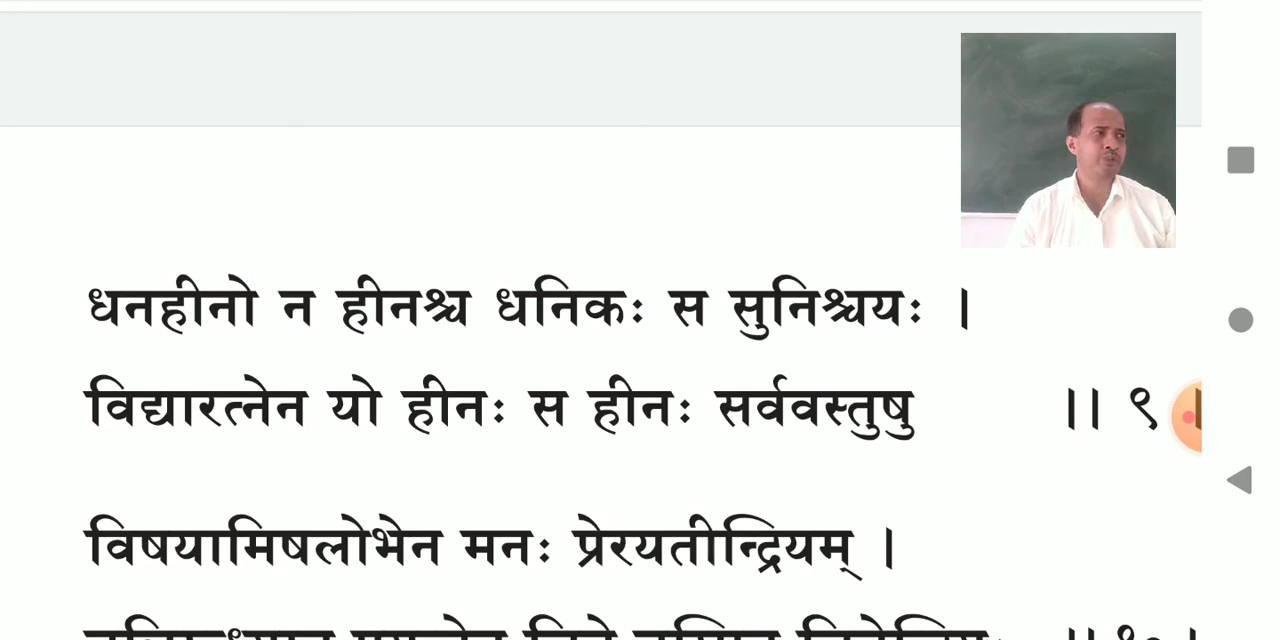 धनहीनो न हीनश्च धनिकः स सुनिश्चयः ।
विद्यारत्नेन यो हीनः स हीनः सर्ववस्तुषु ।। ९
विषयामिषलोभेन मनः प्रेरयतीन्द्रियम् ।